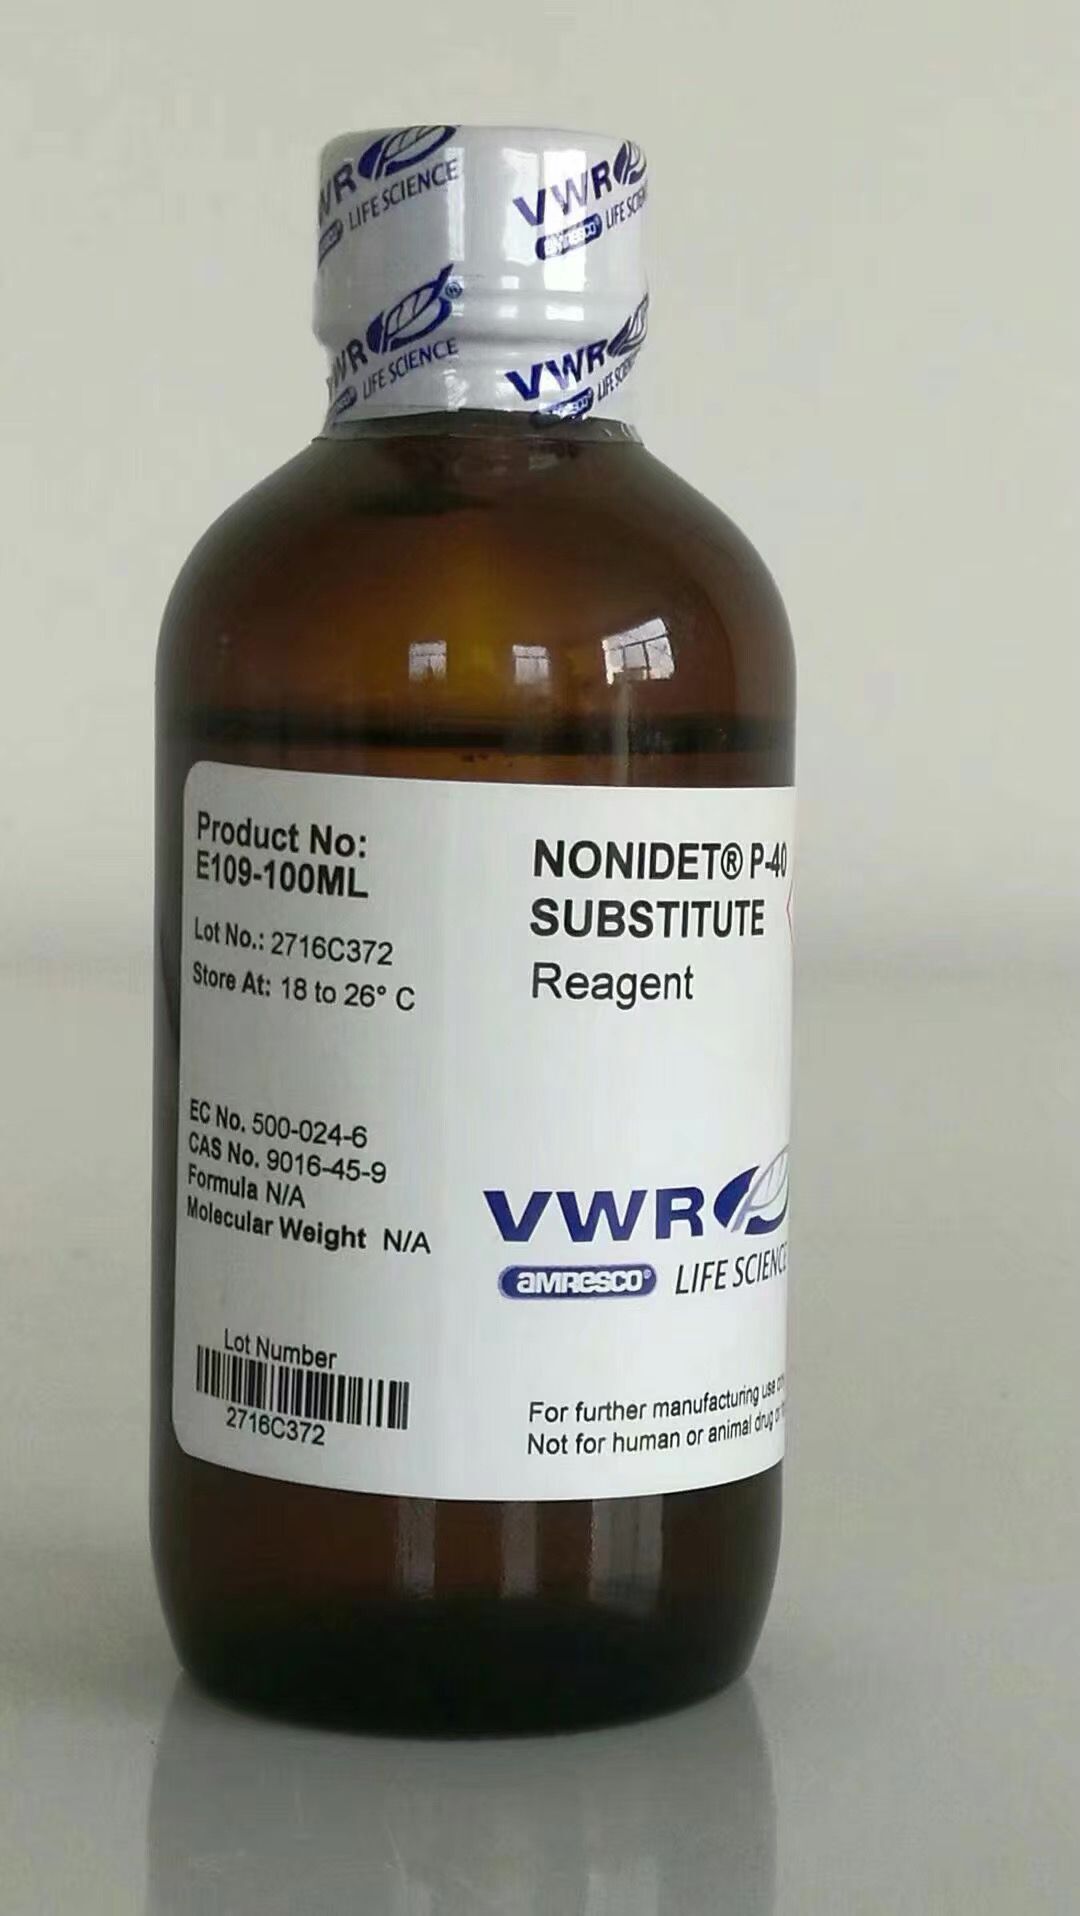 VWR
LIFE SCIENCE
VWR
amresco
LIFE SCIENCE
VWR®
LIFE SCIENCE
VWR
LIFE SCIENCE
Product No:
E109-100ML
Lot No.: 2716C372
Store At: 18 to 26° C
EC No. 500-024-6
CAS No. 9016-45-9
Formula N/A
Molecular Weight N/A
Lot Number
2716C372
NONIDET® P-40
SUBSTITUTE
Reagent
VWR
amresco®
LIFE SCIENCE
For further manufacturing use
Not for human or animal drug